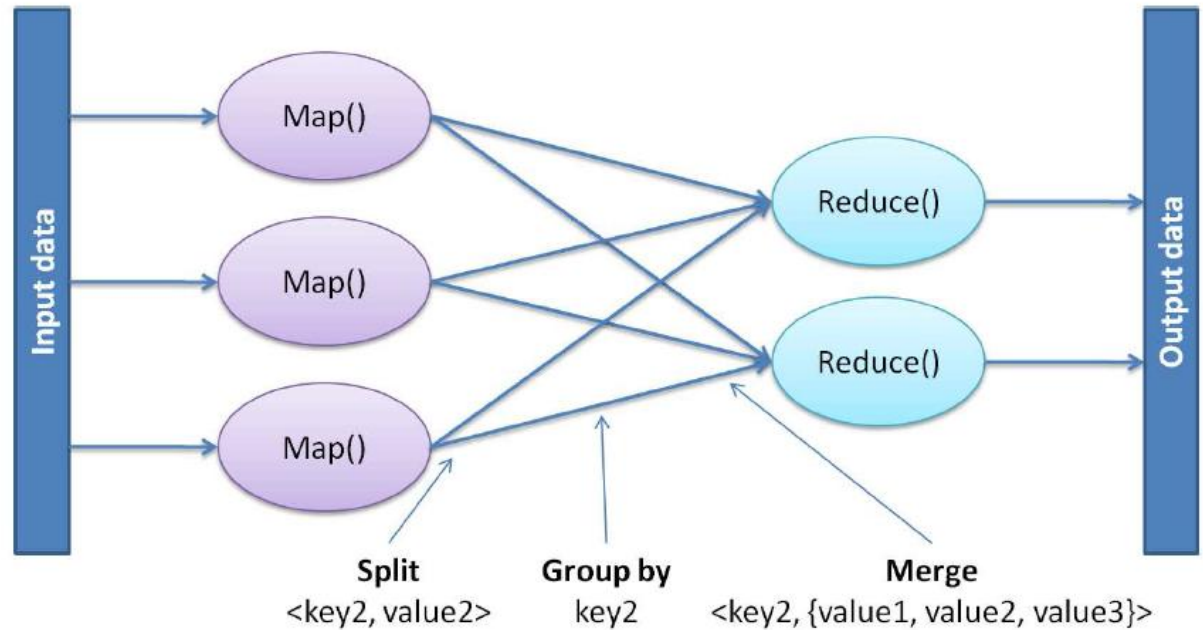 Input data
Map()
Map()
Map()
Reduce()
Reduce()
Output data
Split
<key2, value2>
Group by
key2
Merge
<key2, {value1, value2, value3}>